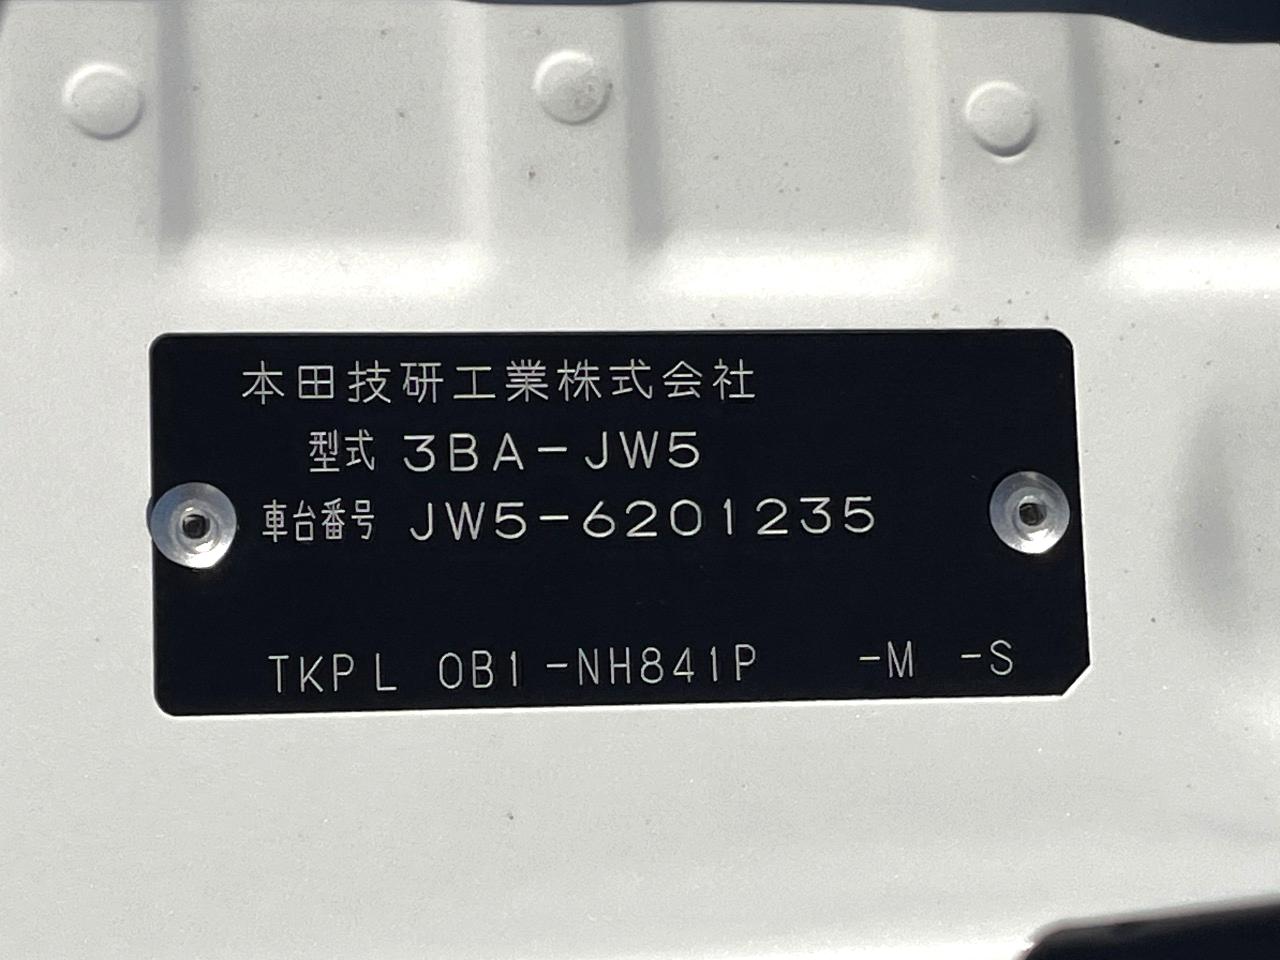 本田技研工業株式会社
型式 3BA-JW5
車台番号 JW5-6201235
TKPL 0B1 -NH841P -M -S